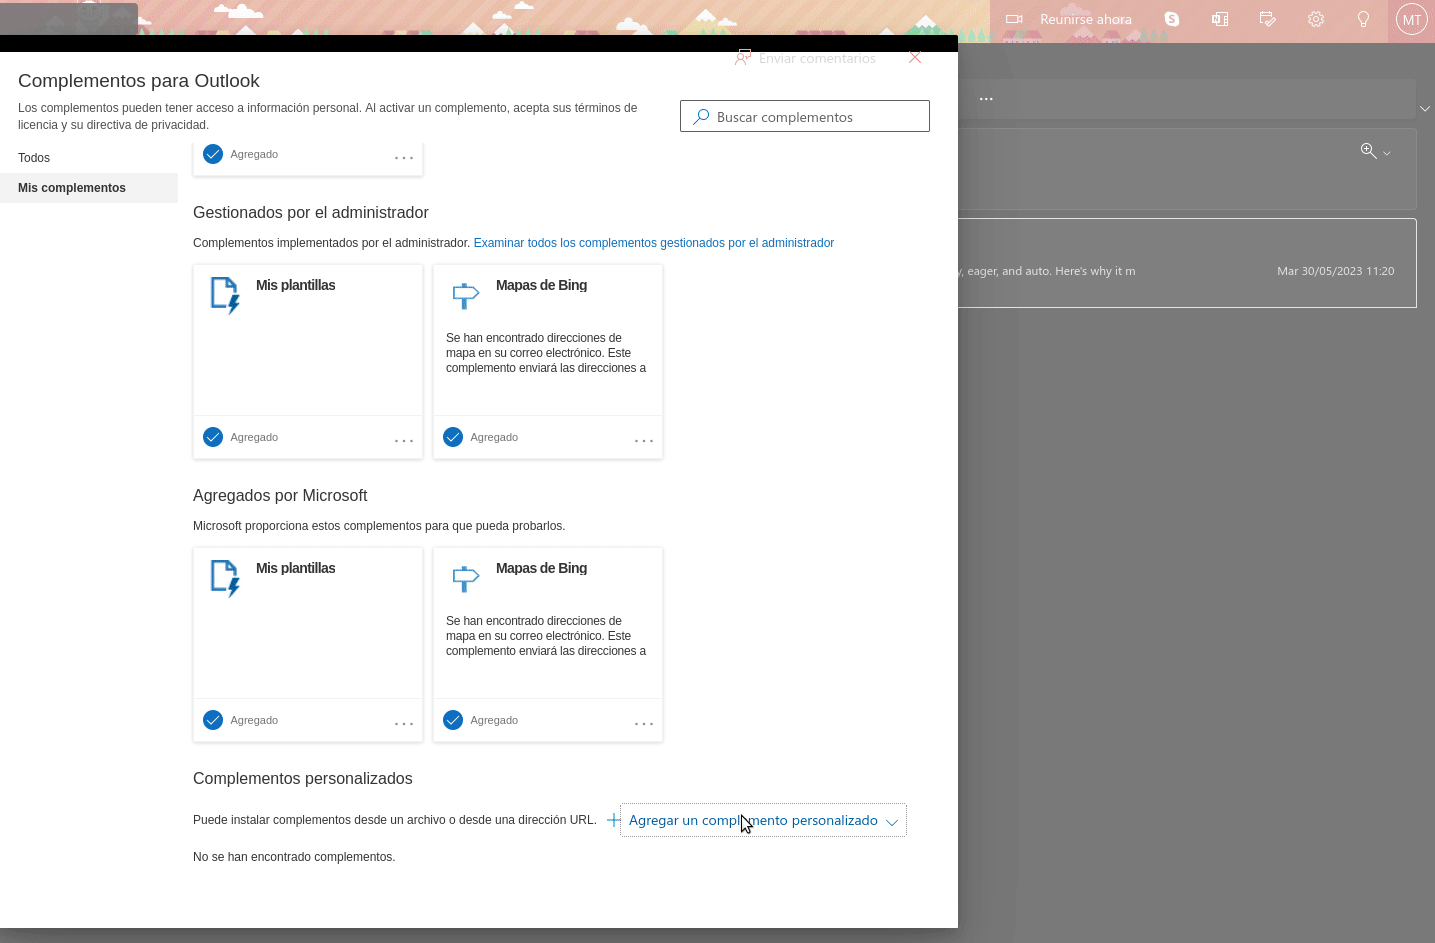 Reunirse ahora
MT
Enviar comentarios
Complementos para Outlook
Los complementos pueden tener acceso a información personal. Al activar un complemento, acepta sus términos de
licencia y su directiva de privacidad.
Buscar complementos
Todos
Mis complementos
Agregado
Gestionados por el administrador
Complementos implementados por el administrador. Examinar todos los complementos gestionados por el administrador
Mis plantillas
Mapas de Bing
Se han encontrado direcciones de
mapa en su correo electrónico. Este
complemento enviará las direcciones a
Agregado
Agregado
Agregados por Microsoft
Microsoft proporciona estos complementos para que pueda probarlos.
Mis plantillas
Mapas de Bing
Se han encontrado direcciones de
mapa en su correo electrónico. Este
complemento enviará las direcciones a
Agregado
Agregado
Complementos personalizados
Puede instalar complementos desde un archivo o desde una dirección URL.
Agregar un complemento personalizado
No se han encontrado complementos.
y, eager, and auto. Here's why it m
Mar 30/05/2023 11:20